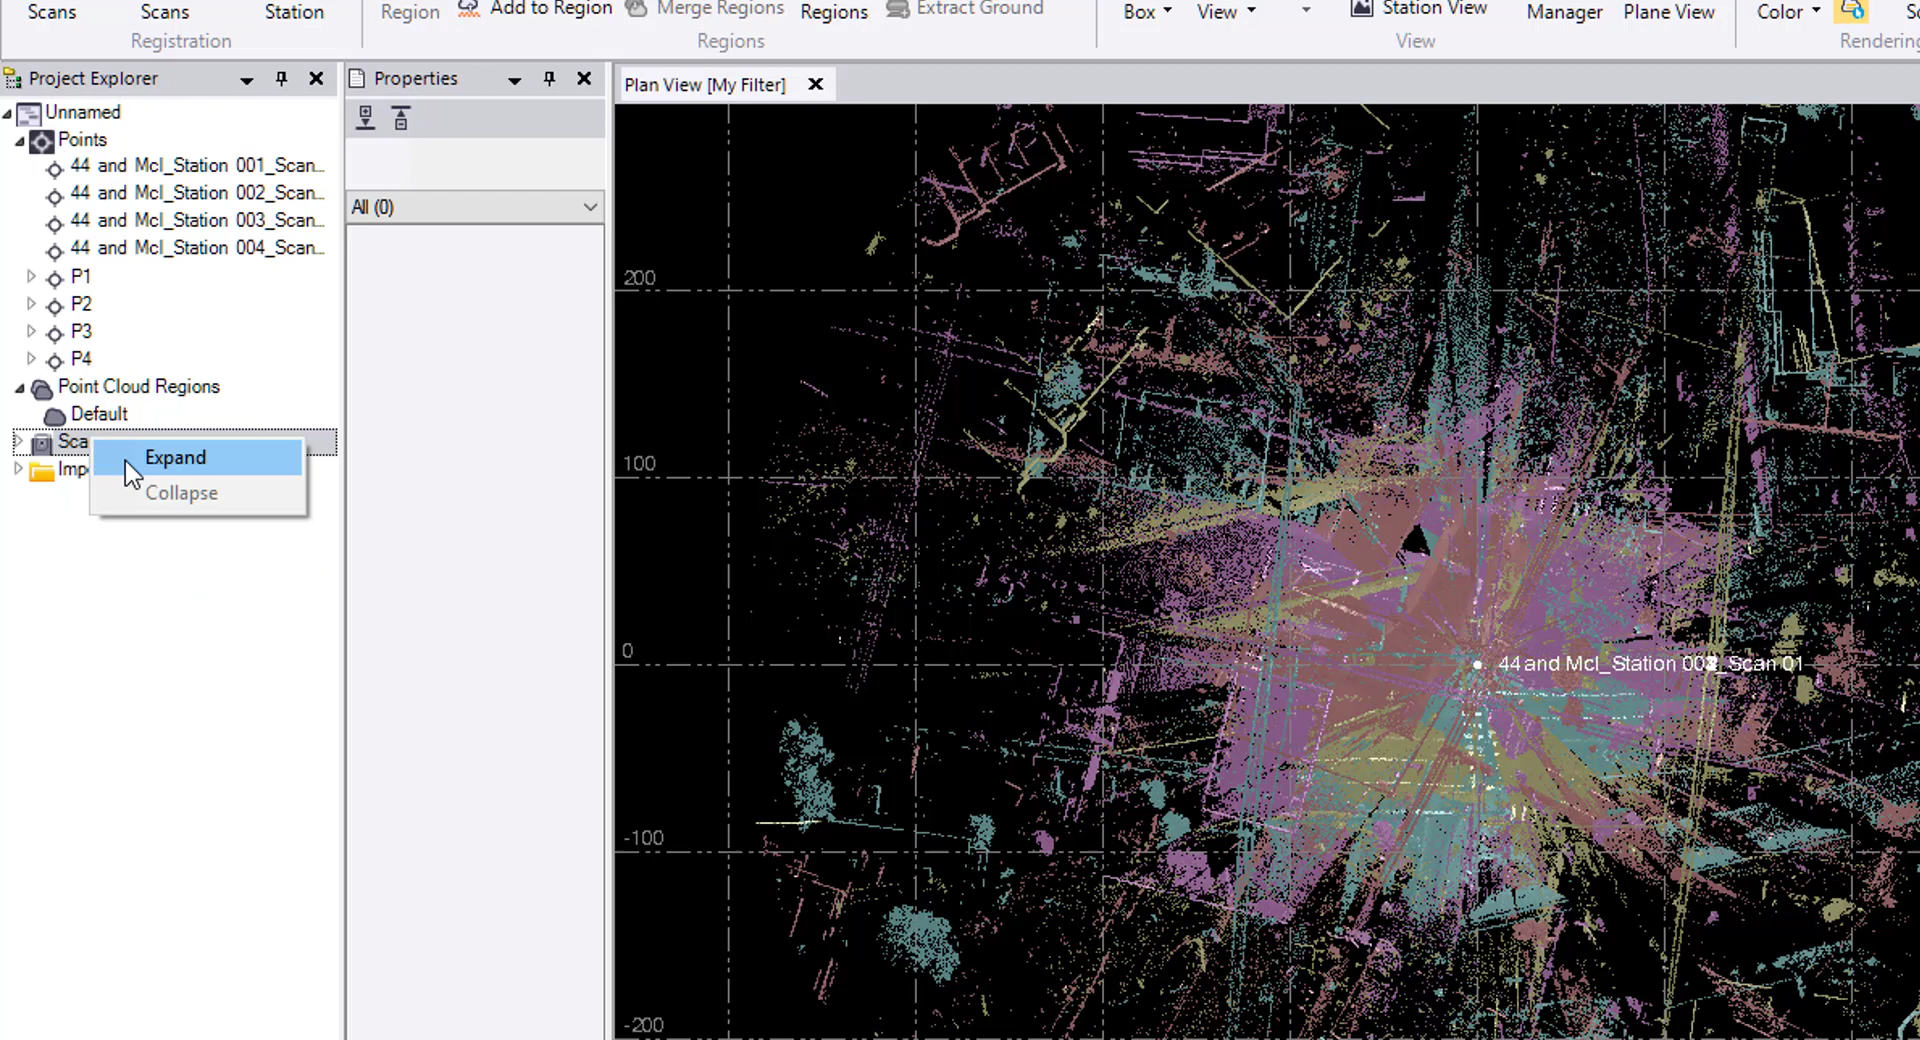 Scans Scans Station Region Add to Region Merge Regions Regions Extract Ground Box View Station View Manager Plane View Color
Registration Regions View Rendering
Project Explorer Properties Plan View [My Filter]
Unnamed
Points
44 and Mcl_Station 001_Scan...
44 and Mcl_Station 002_Scan...
44 and Mcl_Station 003_Scan...
44 and Mcl_Station 004_Scan...
P1
P2
P3
P4
Point Cloud Regions
Default
Sca
Imp
Expand
Collapse
All (0)
200
100
0
-100
-200
44 and Mcl_Station Scan 01